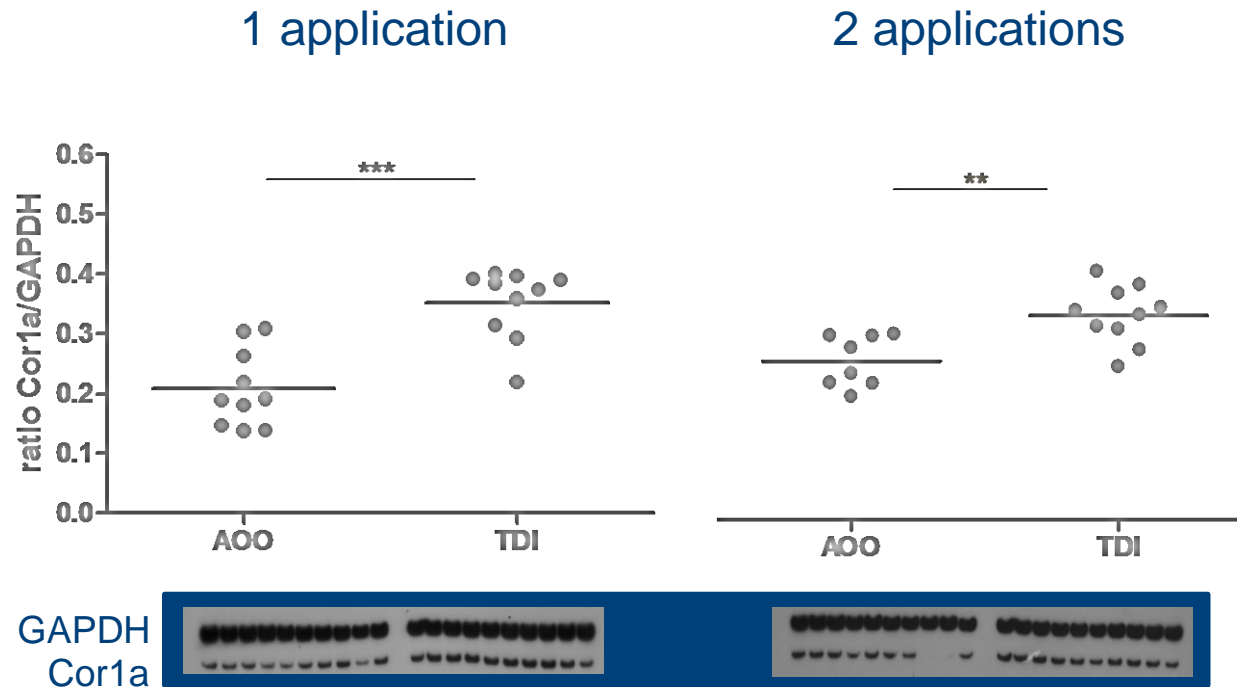 1 application
2 applications
ratio Cor1a/GAPDH
0.6
0.5
0.4
0.3
0.2
0.1
0.0
***
AOO
TDI
**
AOO
TDI
GAPDH
Cor1a